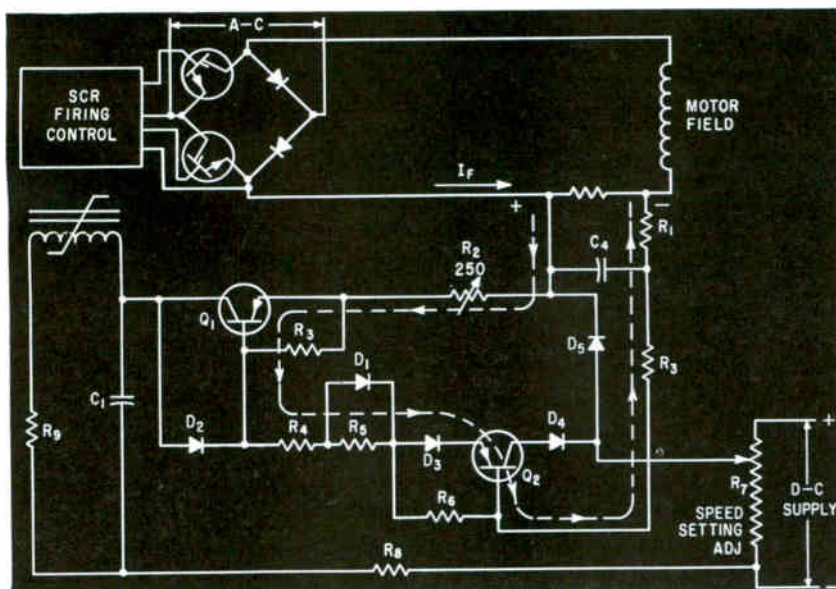 A-C
SCR
FIRING
CONTROL
MOTOR
FIELD
I_F
+
−
R₁
C₄
R₂
250
Q₁
R₃
D₅
D₁
R₃
C₁
R₉
D₂
R₄
R₅
D₃
D₄
Q₂
R₆
+
R₇
D-C
SUPPLY
SPEED
SETTING
ADJ
R₈
−